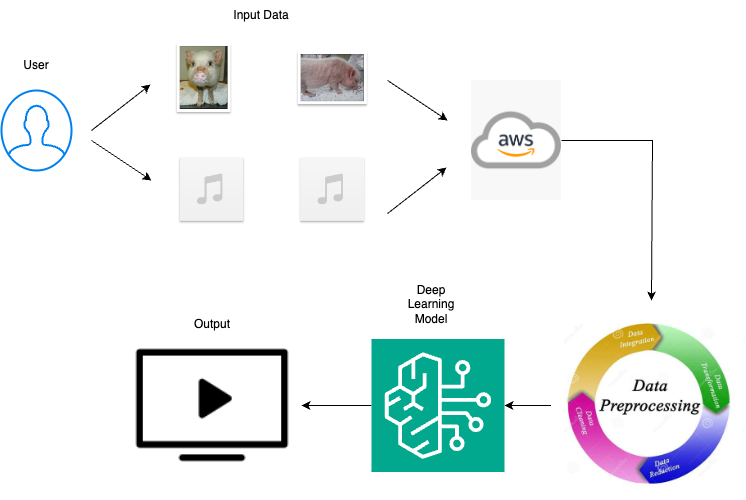 Input Data
User
aws
Deep
Learning
Model
Output
Data
Integration
Data
Transformation
Data
Preprocessing
Data
Cleaning
Data
Reduction